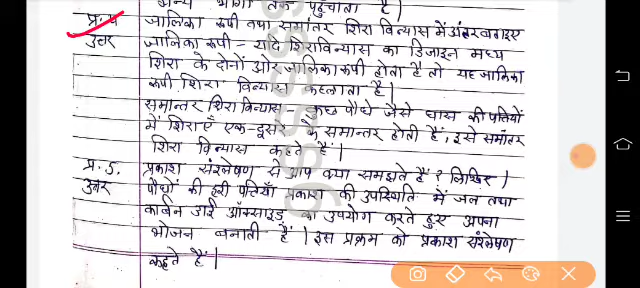 अन्य भागों तक पहुंचाता है।
प्र.4 जालिका रूपी तथा समांतर शिरा विन्यास में अंतर बताइए
उत्तर जालिका रूपी - यदि शिराविन्यास का डिजाइन मध्य
शिरा के दोनों ओर जालिका रूपी होता है तो यह जालिका
रूपी शिरा विन्यास कहलाता है।
समान्तर शिरा विन्यास - कुछ पौधे जैसे घास की पत्तियों
में शिराएँ एक-दूसरे के समान्तर होती हैं, इसे समांतर
शिरा विन्यास कहते हैं।
प्र.5. प्रकाश संश्लेषण से आप क्या समझते हैं? लिखिए।
उत्तर पौधों की हरी पत्तियाँ प्रकाश की उपस्थिति में जल तथा
कार्बन डाई ऑक्साइड का उपयोग करते हुए अपना
भोजन बनाती हैं। इस प्रक्रम को प्रकाश संश्लेषण
कहते हैं।